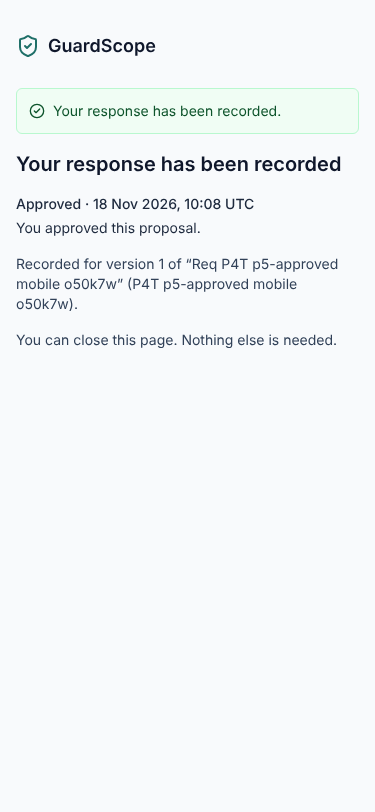 GuardScope
Your response has been recorded.
Your response has been recorded
Approved · 18 Nov 2026, 10:08 UTC
You approved this proposal.
Recorded for version 1 of “Req P4T p5-approved
mobile o50k7w” (P4T p5-approved mobile
o50k7w).
You can close this page. Nothing else is needed.